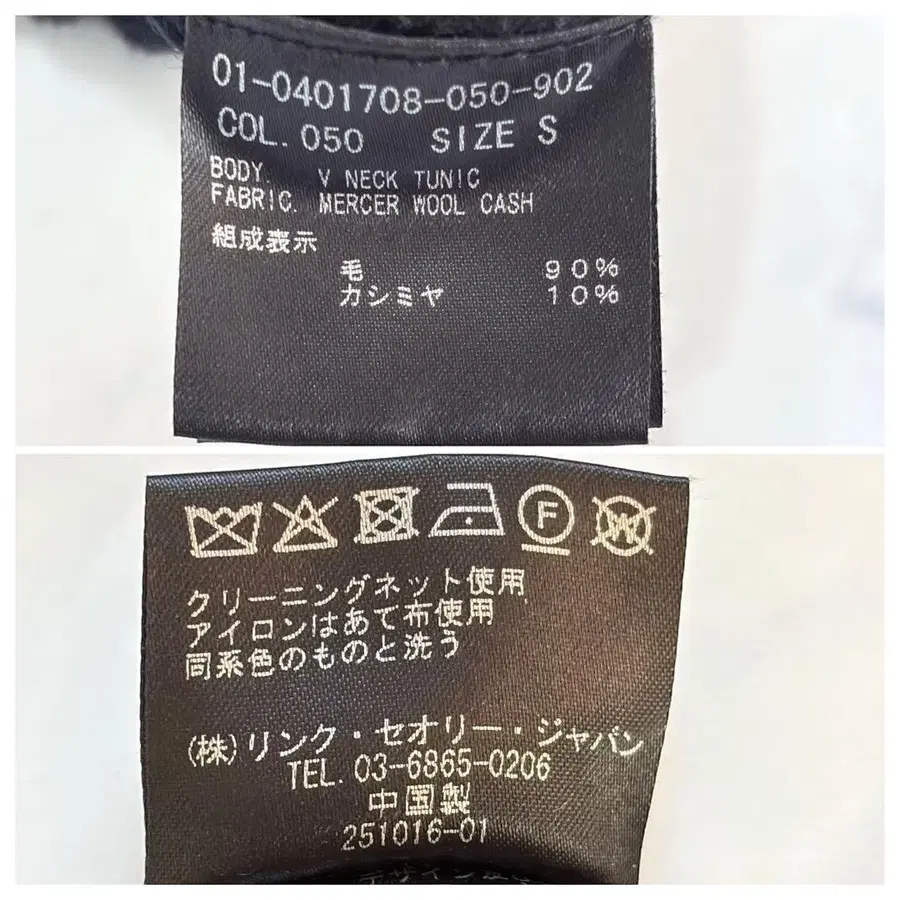 01-0401708-050-902
COL. 050 SIZE S
BODY. V NECK TUNIC
FABRIC. MERCER WOOL CASH
組成表示
毛 90%
カシミヤ 10%
F
W
クリーニングネット使用
アイロンはあて布使用
同系色のものと洗う
(株)リンク・セオリー・ジャパン
TEL. 03-6865-0206
中国製
251016-01